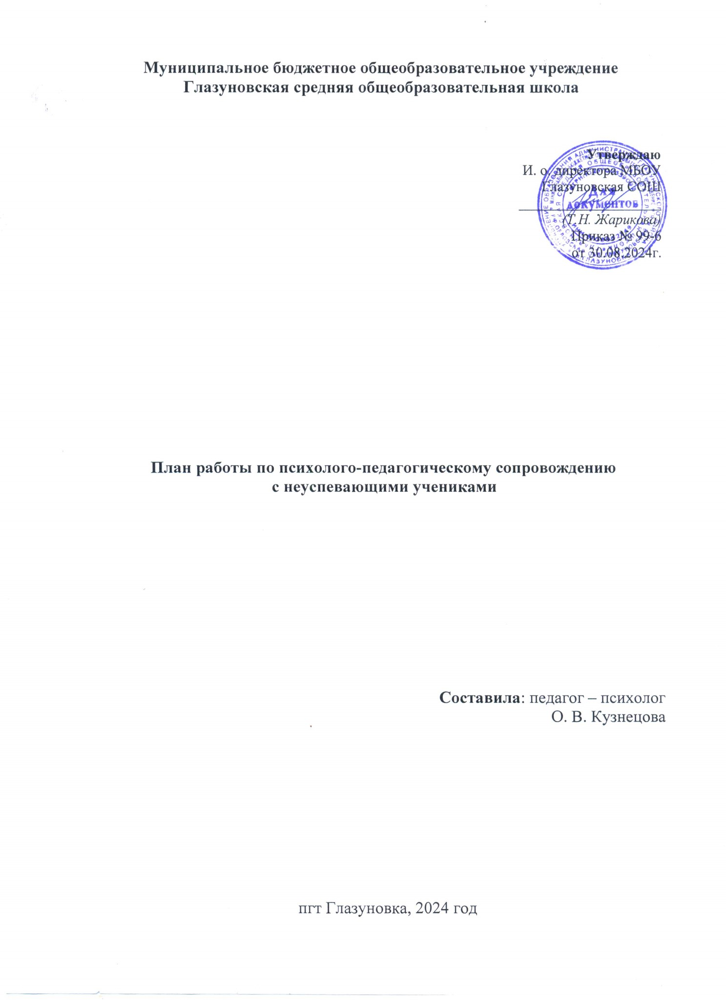 Муниципальное бюджетное общеобразовательное учреждение
Глазуновская средняя общеобразовательная школа
Утверждаю
И. о. директора МБОУ
Глазуновская СОШ
Для
документов
(Т.Н. Жарикова)
Приказ № 99-б
от 30.08.2024г.
План работы по психолого-педагогическому сопровождению
с неуспевающими учениками
Составила: педагог – психолог
О. В. Кузнецова
пгт Глазуновка, 2024 год